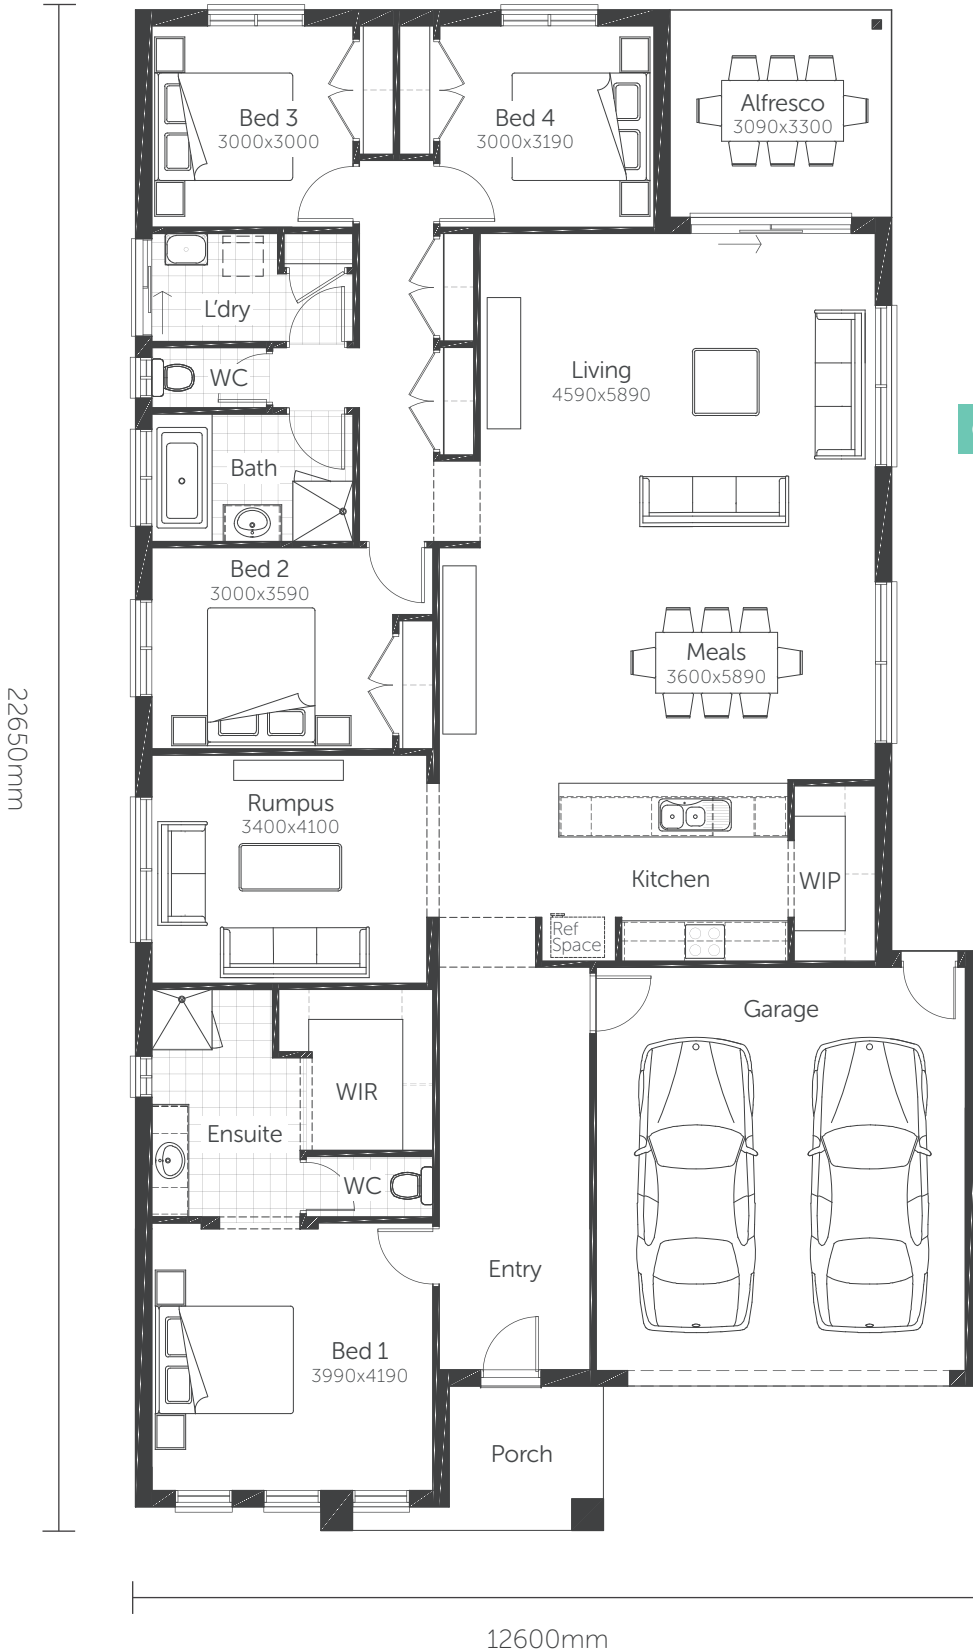 Bed 3
3000x3000
Bed 4
3000x3190
Alfresco
3090x3300
L'dry
WC
Living
4590x5890
Bath
Bed 2
3000x3590
Meals
3600x5890
22650mm
Rumpus
3400x4100
Kitchen
WIP
Ref
Space
Garage
WIR
Ensuite
WC
Entry
Bed 1
3990x4190
Porch
12600mm